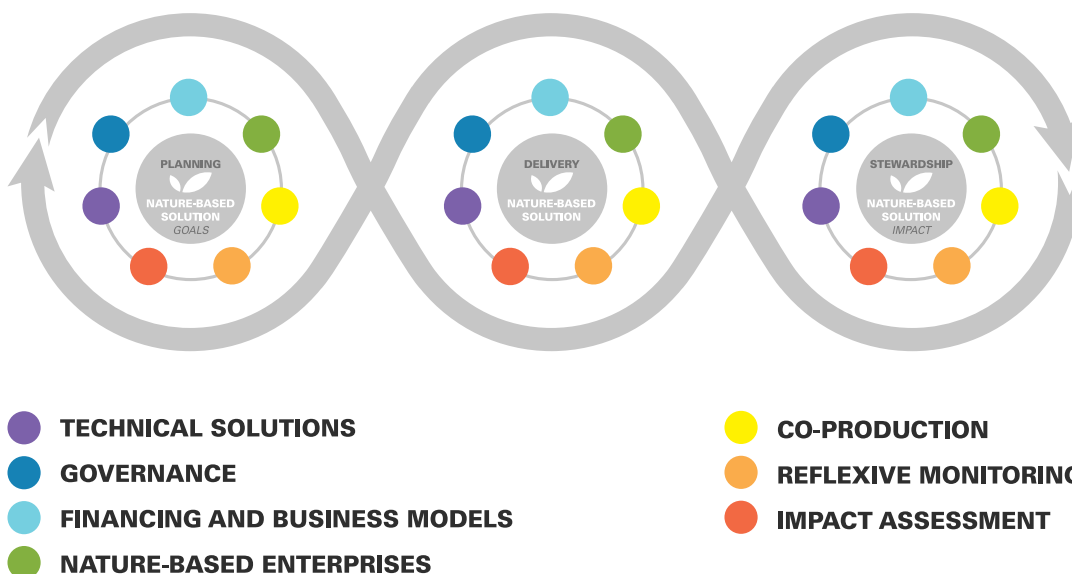 PLANNING
NATURE-BASED
SOLUTION
GOALS
DELIVERY
NATURE-BASED
SOLUTION
STEWARDSHIP
NATURE-BASED
SOLUTION
IMPACT
TECHNICAL SOLUTIONS
GOVERNANCE
FINANCING AND BUSINESS MODELS
NATURE-BASED ENTERPRISES
CO-PRODUCTION
REFLEXIVE MONITORING
IMPACT ASSESSMENT